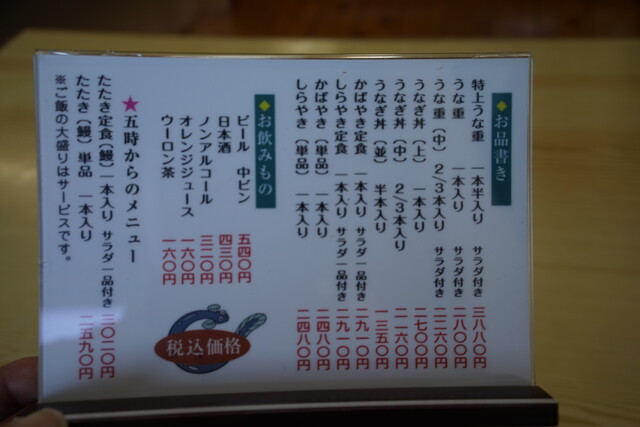 ◆お品書き
特上うな重 一本半入り サラダ付き 三八八〇円
うな重 一本入り サラダ付き 二八〇〇円
うな重(中) 2/3本入り サラダ付き 二二六〇円
うなぎ丼(上) 一本入り 二七〇〇円
うなぎ丼(中) 2/3本入り 二一六〇円
うなぎ丼(並) 半本入り 一三五〇円
かばやき定食 一本入り サラダ一品付き 二九一〇円
しらやき定食 一本入り サラダ一品付き 二九一〇円
かばやき(単品) 一本入り 二四八〇円
しらやき(単品) 一本入り 二四八〇円
◆お飲みもの
ビール 中ビン 五四〇円
日本酒 四三〇円
ノンアルコール 三二〇円
オレンジジュース 一六〇円
ウーロン茶 一六〇円
税込価格
★五時からのメニュー
たたき定食(鰻)一本入り サラダ一品付き 三〇二〇円
たたき(鰻)単品 一本入り 二五九〇円
※ご飯の大盛りはサービスです。